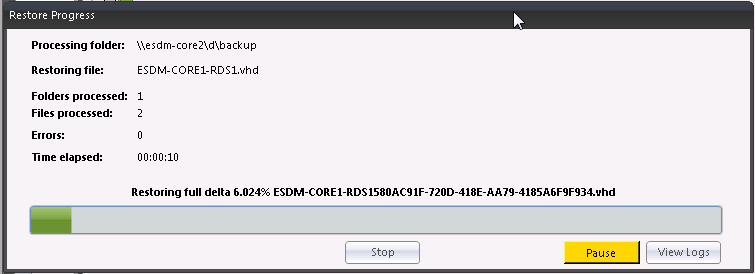 Restore Progress
Processing folder: \\esdm-core2\d\backup
Restoring file: ESDM-CORE1-RDS1.vhd
Folders processed: 1
Files processed: 2
Errors: 0
Time elapsed: 00:00:10
Restoring full delta 6.024% ESDM-CORE1-RDS1580AC91F-720D-418E-AA79-4185A6F9F934.vhd
Stop Pause View Logs